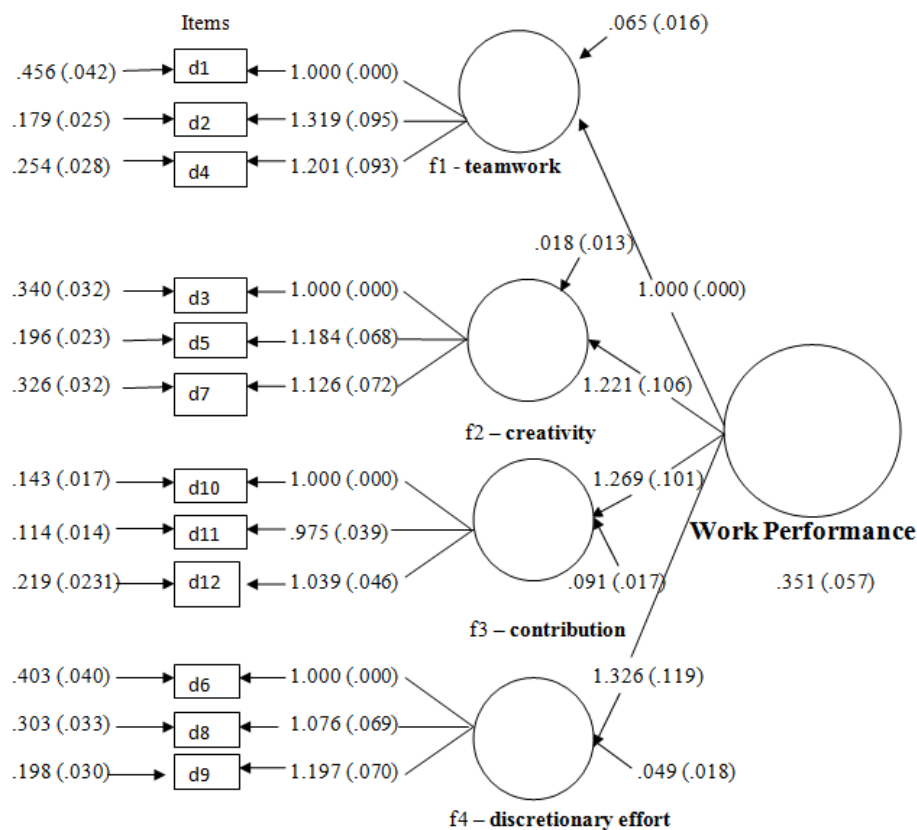 Items
.065 (.016)
.456 (.042) d1 1.000 (.000)
.179 (.025) d2 1.319 (.095)
.254 (.028) d4 1.201 (.093)
f1 - teamwork
.018 (.013)
.340 (.032) d3 1.000 (.000) 1.000 (.000)
.196 (.023) d5 1.184 (.068)
.326 (.032) d7 1.126 (.072) 1.221 (.106)
f2 – creativity
.143 (.017) d10 1.000 (.000) 1.269 (.101)
.114 (.014) d11 .975 (.039) Work Performance
.219 (.0231) d12 1.039 (.046) .091 (.017) .351 (.057)
f3 – contribution
.403 (.040) d6 1.000 (.000) 1.326 (.119)
.303 (.033) d8 1.076 (.069)
.198 (.030) d9 1.197 (.070) .049 (.018)
f4 – discretionary effort